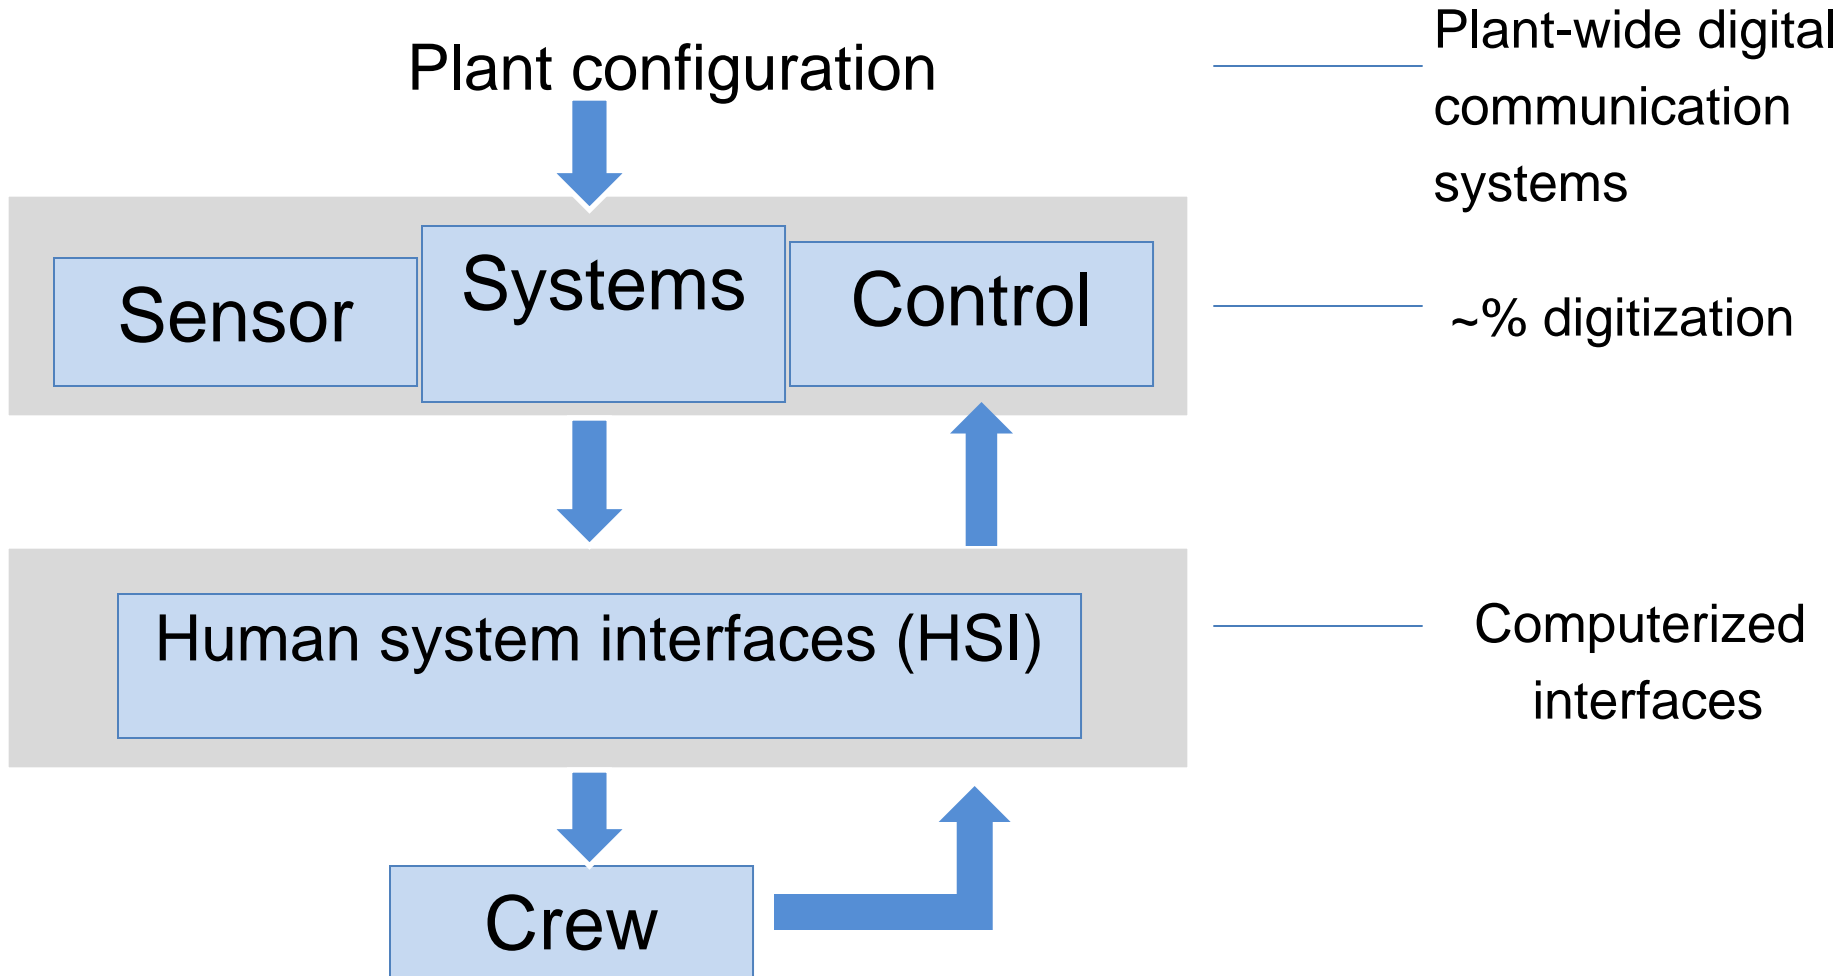 Plant configuration
Plant-wide digital
communication
systems
Sensor
Systems
Control
~% digitization
Human system interfaces (HSI)
Computerized
interfaces
Crew